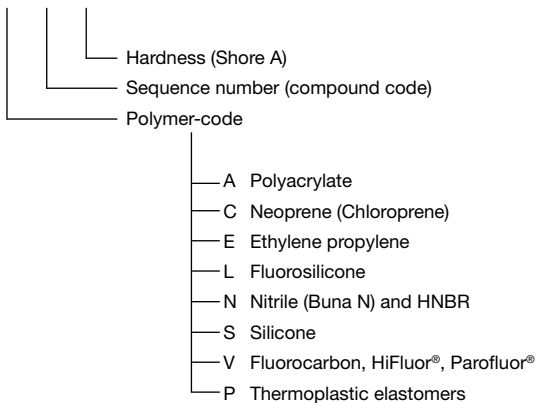 Hardness (Shore A)
Sequence number (compound code)
Polymer-code
A Polyacrylate
C Neoprene (Chloroprene)
E Ethylene propylene
L Fluorosilicone
N Nitrile (Buna N) and HNBR
S Silicone
V Fluorocarbon, HiFluor®, Parofluor®
P Thermoplastic elastomers